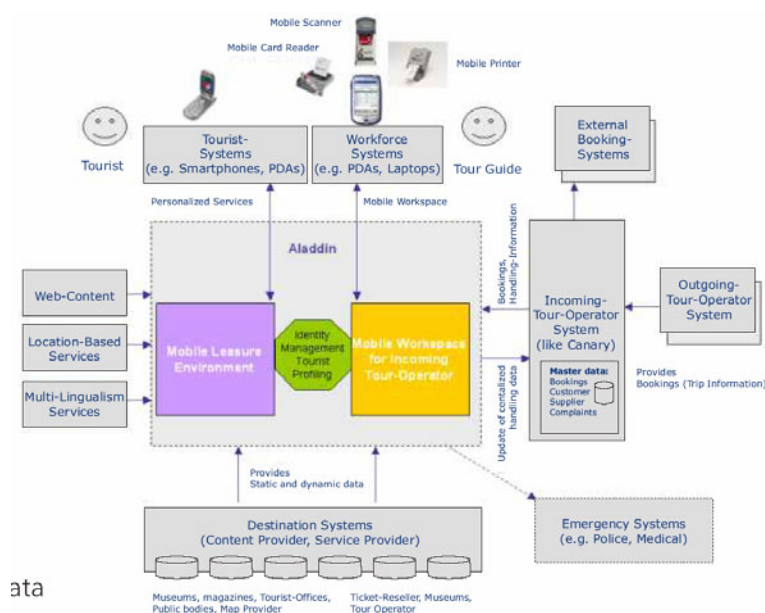 Mobile Scanner
Mobile Card Reader
Mobile Printer
Tourist
Tourist-
Systems
(e.g. Smartphones, PDAs)
Workforce
Systems
(e.g. PDAs, Laptops)
Tour Guide
External
Booking-
Systems
Personalized Services
Mobile Workspace
Aladdin
Web-Content
Location-Based
Services
Multi-Lingualism
Services
Mobile Leasure
Environment
Identity
Management
Tourist
Profiling
Mobile Workspace
for Incoming
Tour-Operator
Bookings,
Handling-Information
Update of centalized
handling data
Incoming-
Tour-Operator
System
(like Canary)
Master data:
Bookings
Customer
Supplier
Complaints
Outgoing-
Tour-Operator
System
Provides
Bookings (Trip Information)
Provides
Static and dynamic data
Destination Systems
(Content Provider, Service Provider)
Emergency Systems
(e.g. Police, Medical)
Museums, magazines, Tourist-Offices,
Public bodies, Map Provider
Ticket-Reseller, Museums,
Tour Operator
ata